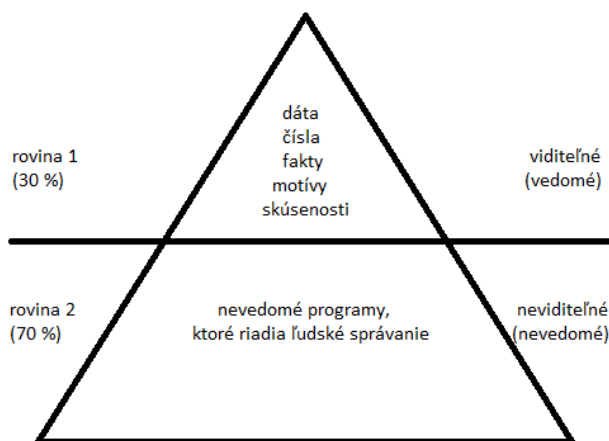 dáta
čísla
fakty
motívy
skúsenosti
rovina 1
(30 %)
viditeľné
(vedomé)
rovina 2
(70 %)
nevedomé programy,
ktoré riadia ľudské správanie
neviditeľné
(nevedomé)